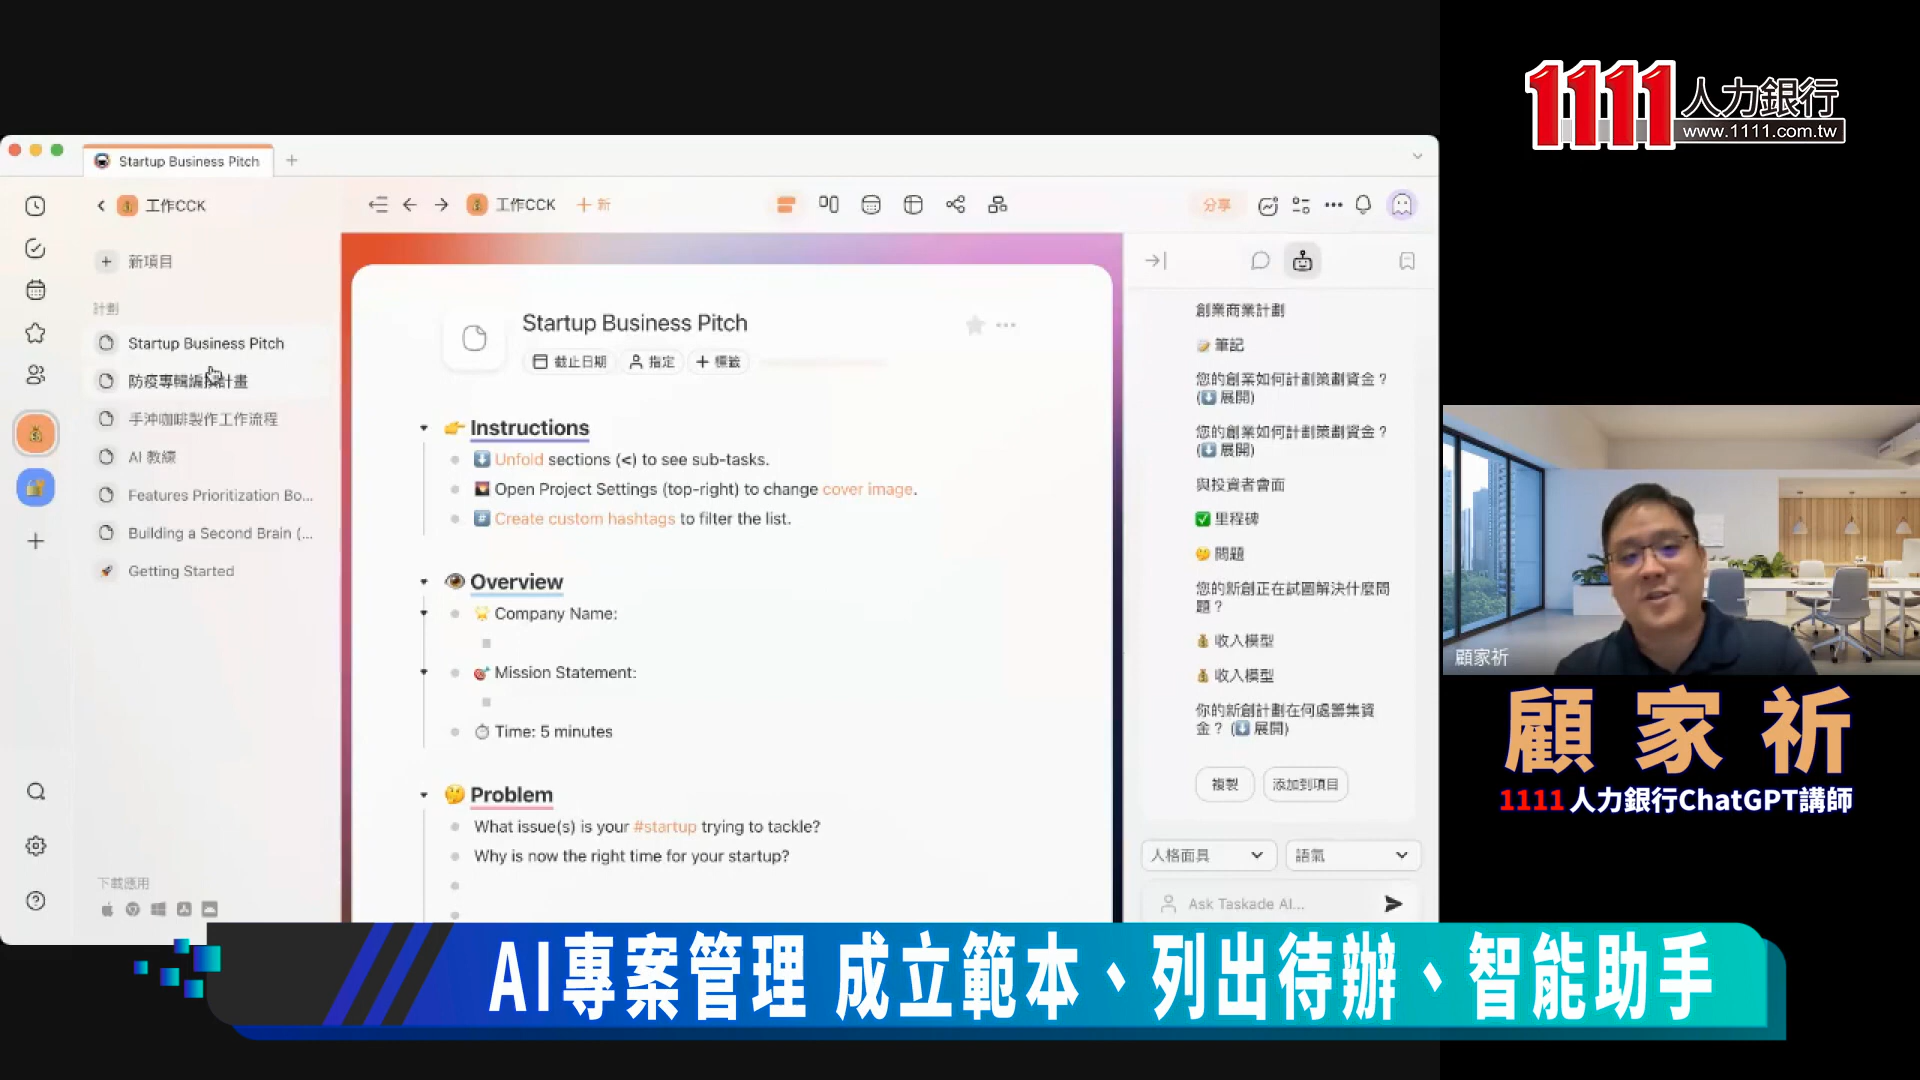 1111人力銀行
www.1111.com.tw
Startup Business Pitch
工作CCK
工作CCK
新
分享
新項目
計劃
Startup Business Pitch
防疫專輯編採計畫
手沖咖啡製作工作流程
AI 教練
Features Prioritization Bo...
Building a Second Brain (...
Getting Started
下載應用
Startup Business Pitch
截止日期
指定
標籤
Instructions
Unfold sections (<) to see sub-tasks.
Open Project Settings (top-right) to change cover image.
Create custom hashtags to filter the list.
Overview
Company Name:
Mission Statement:
Time: 5 minutes
Problem
What issue(s) is your #startup trying to tackle?
Why is now the right time for your startup?
創業商業計劃
筆記
您的創業如何計劃策劃資金？
(⬇️ 展開)
您的創業如何計劃策劃資金？
(⬇️ 展開)
與投資者會面
里程碑
問題
您的新創正在試圖解決什麼問
題？
收入模型
收入模型
你的新創計劃在何處籌集資
金？ (⬇️ 展開)
複製
添加到項目
人格面具
語氣
Ask Taskade AI...
顧家祈
顧家祈
1111人力銀行ChatGPT講師
AI專案管理 成立範本、列出待辦、智能助手